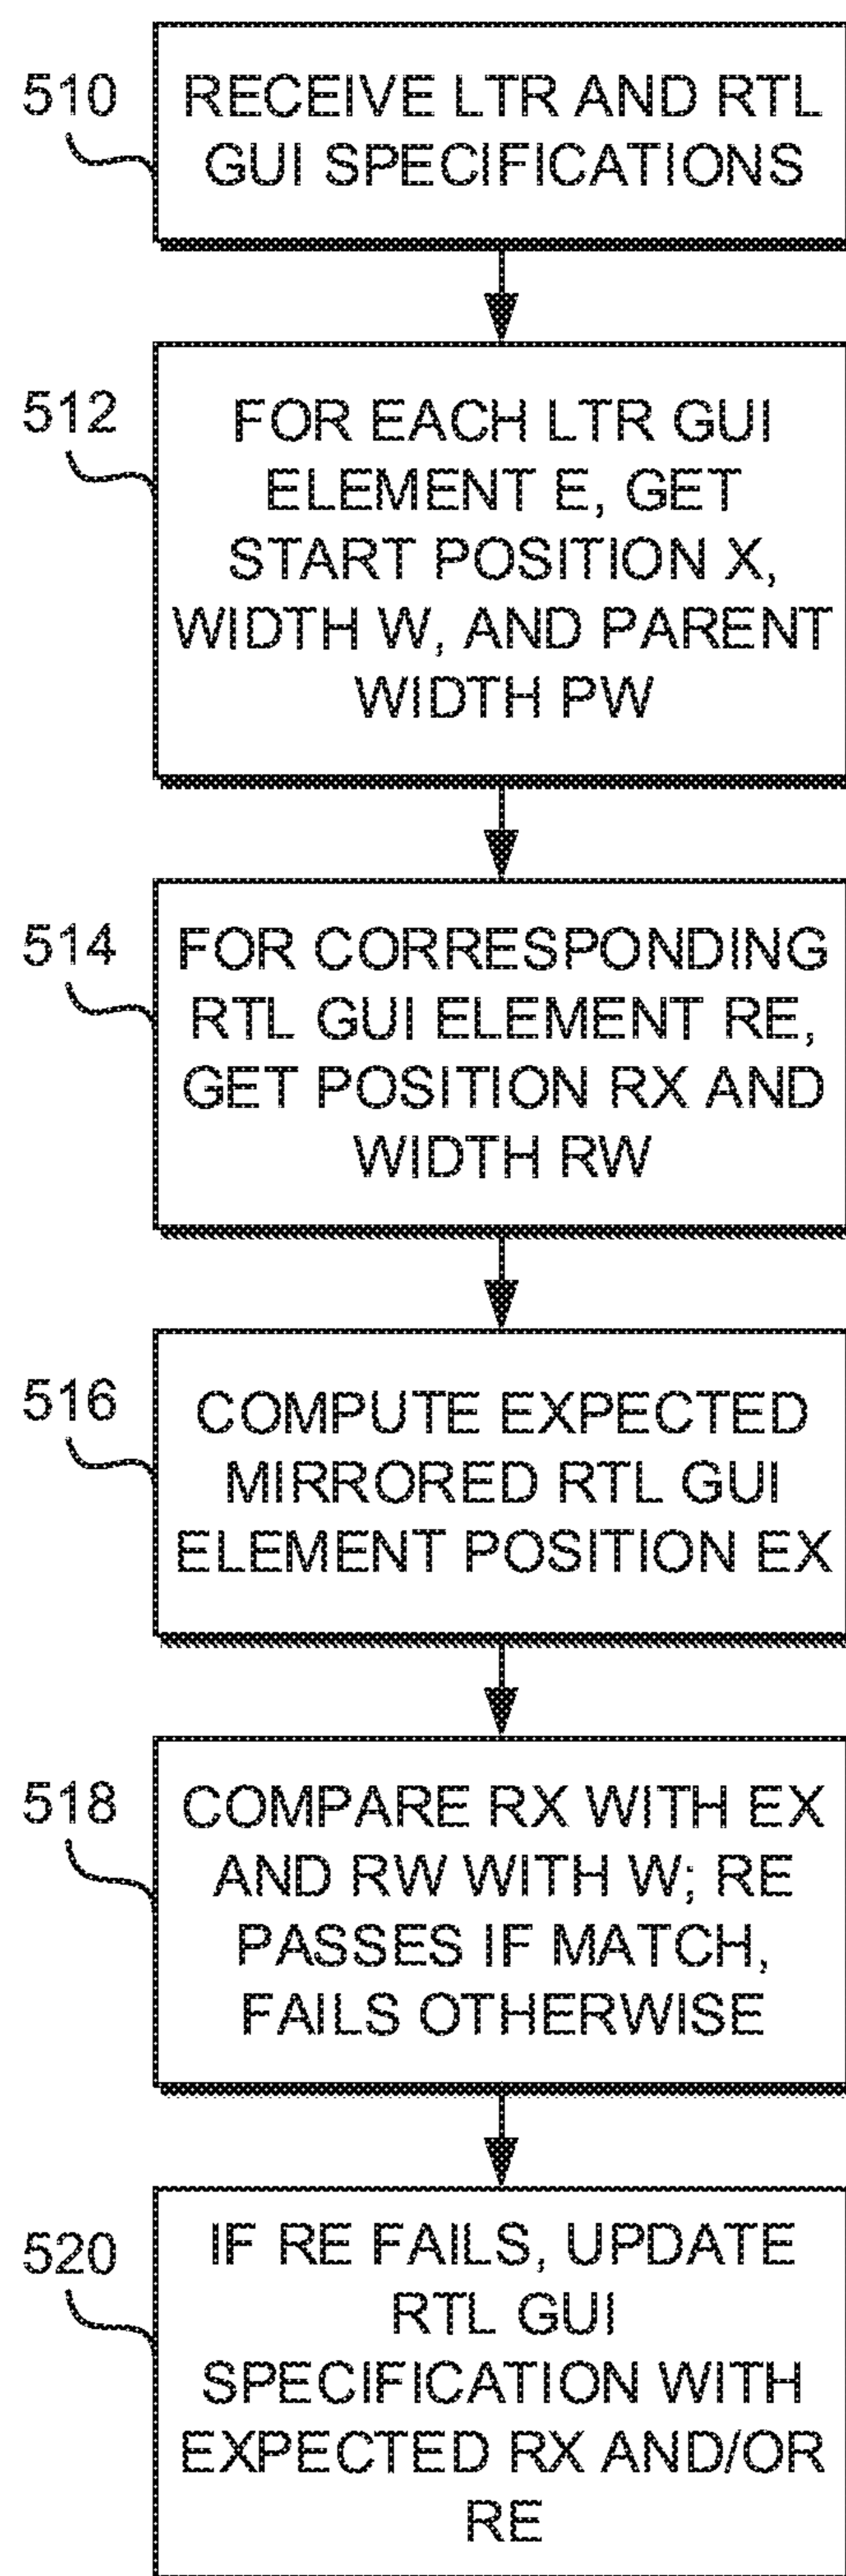 510
RECEIVE LTR AND RTL
GUI SPECIFICATIONS
512
FOR EACH LTR GUI
ELEMENT E, GET
START POSITION X,
WIDTH W, AND PARENT
WIDTH PW
514
FOR CORRESPONDING
RTL GUI ELEMENT RE,
GET POSITION RX AND
WIDTH RW
516
COMPUTE EXPECTED
MIRRORED RTL GUI
ELEMENT POSITION EX
518
COMPARE RX WITH EX
AND RW WITH W; RE
PASSES IF MATCH,
FAILS OTHERWISE
520
IF RE FAILS, UPDATE
RTL GUI
SPECIFICATION WITH
EXPECTED RX AND/OR
RE